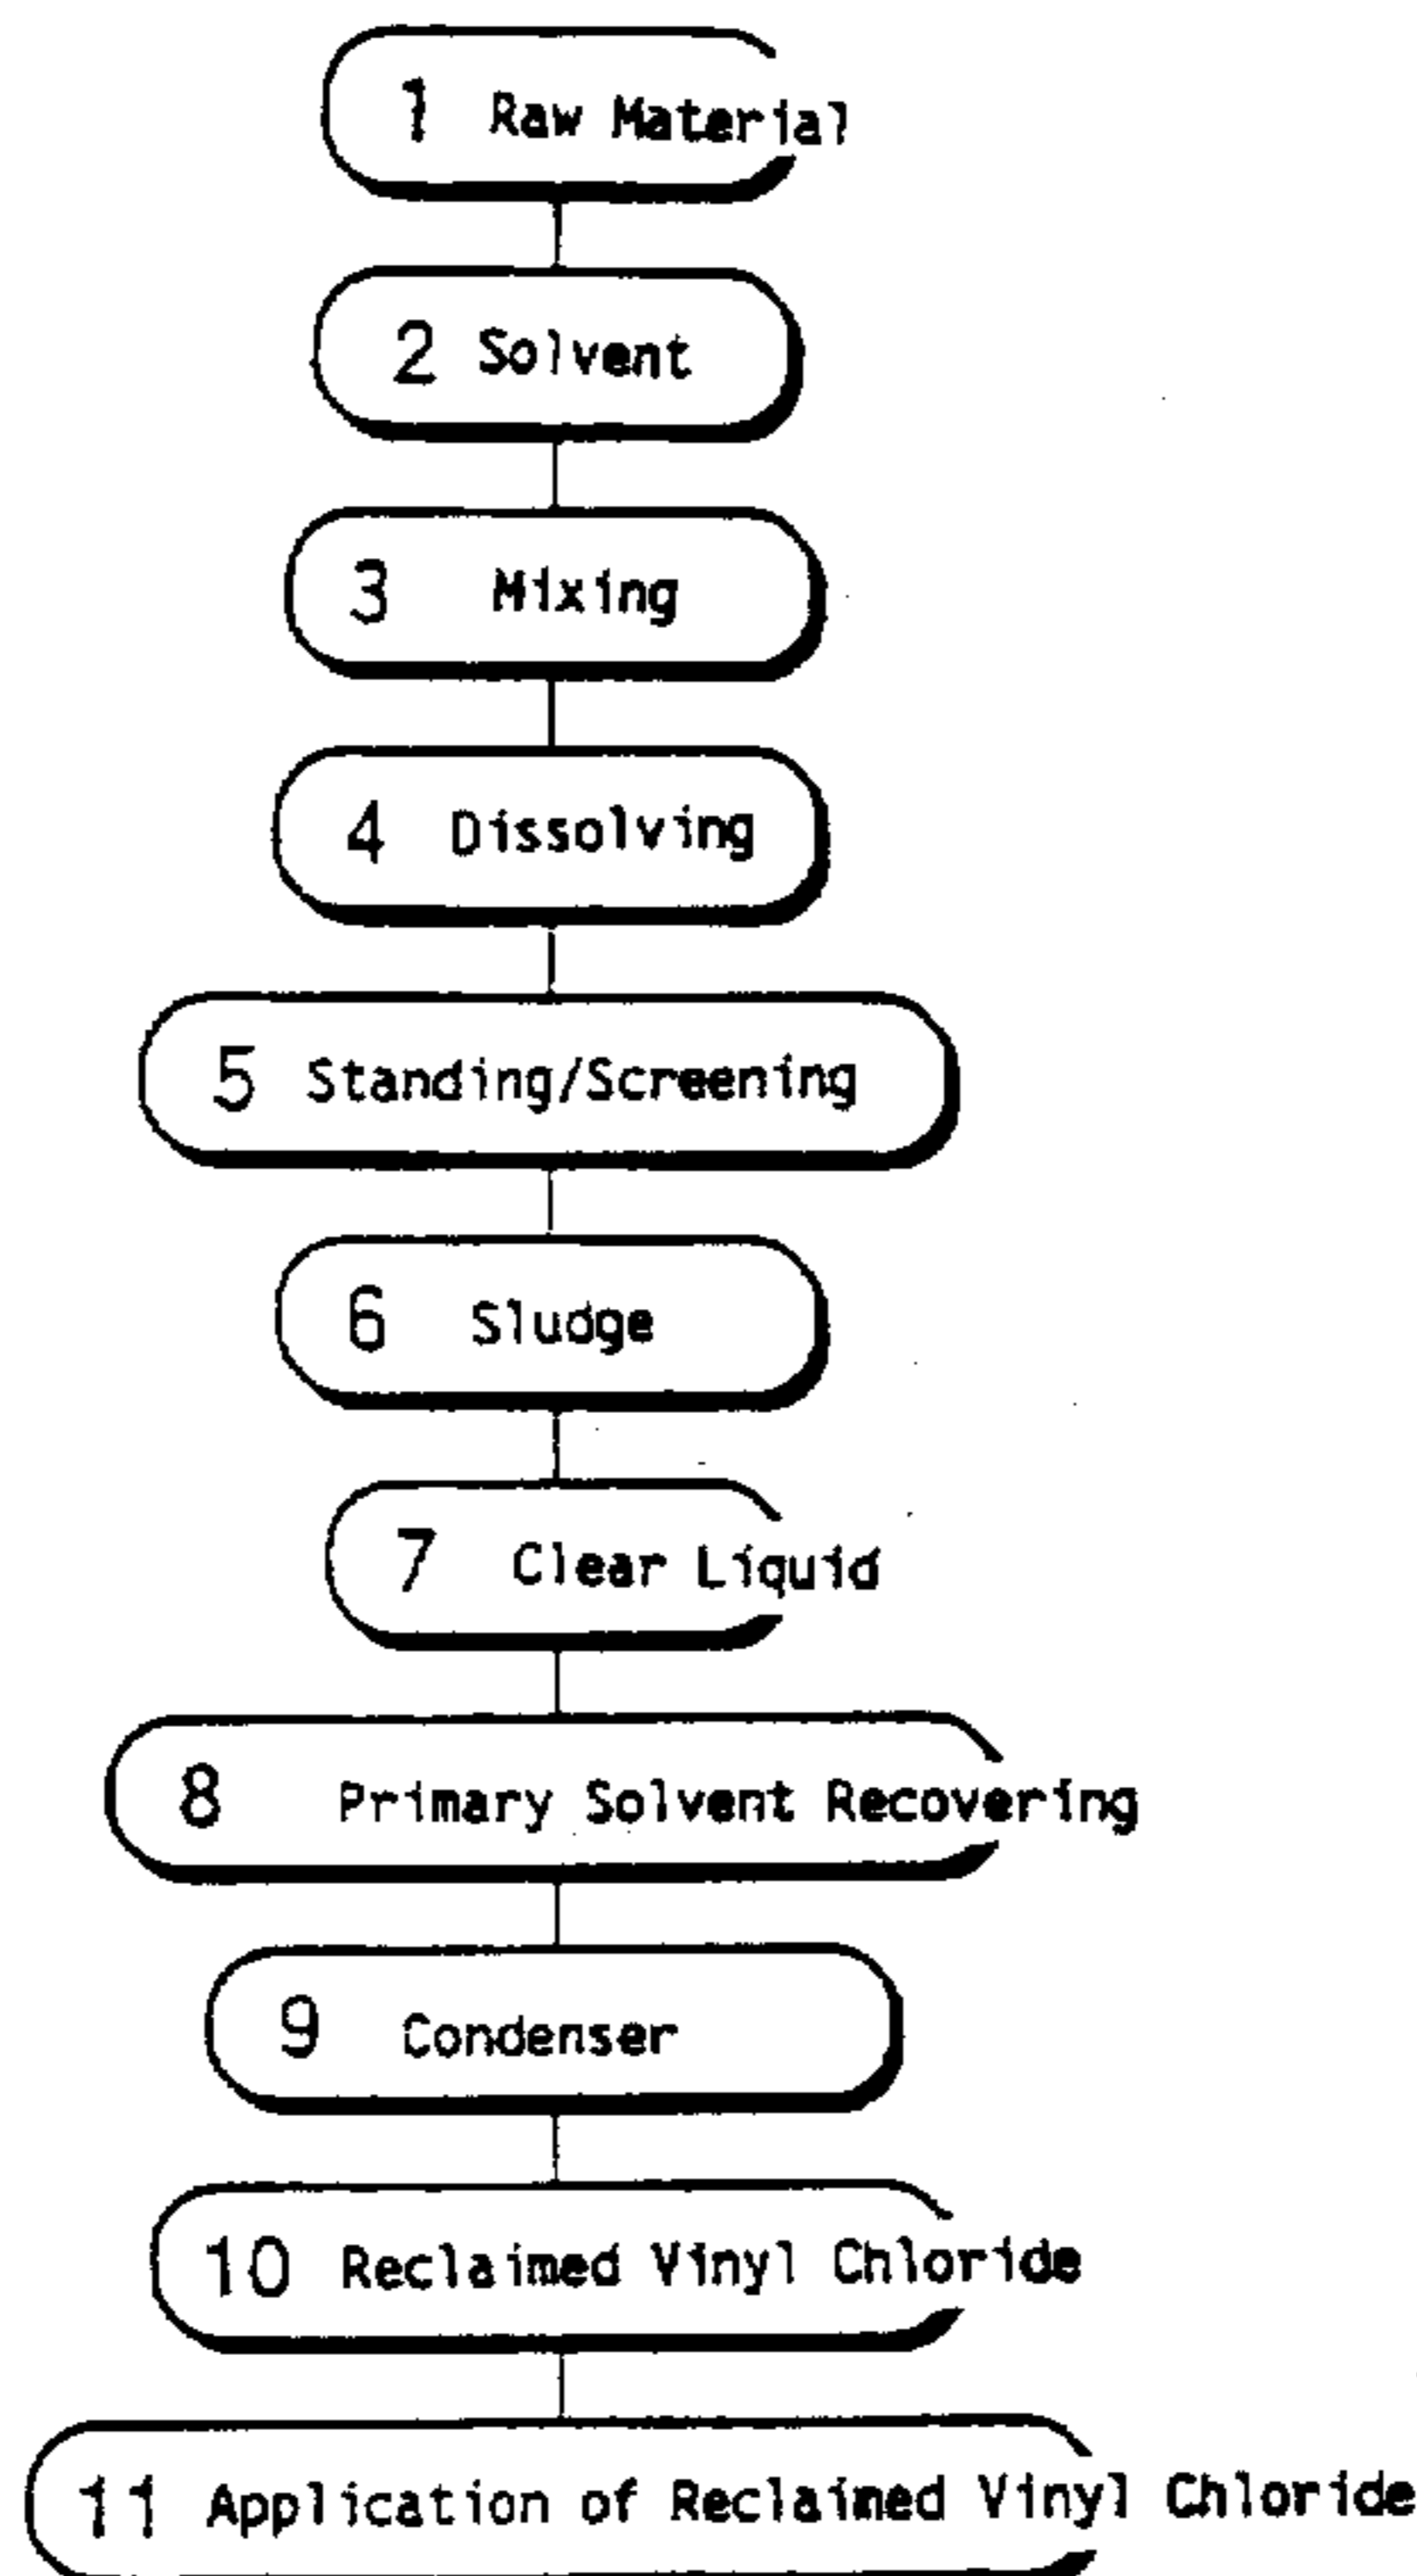 1 Raw Material
2 Solvent
3 Mixing
4 Dissolving
5 Standing/Screening
6 Sludge
7 Clear Liquid
8 Primary Solvent Recovering
9 Condenser
10 Reclaimed Vinyl Chloride
11 Application of Reclaimed Vinyl Chloride